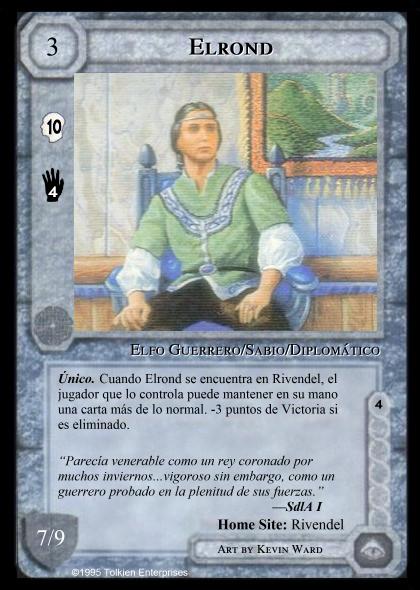 3
ELROND
10
4
ELFO GUERRERO/SABIO/DIPLOMÁTICO
Único. Cuando Elrond se encuentra en Rivendel, el
jugador que lo controla puede mantener en su mano
una carta más de lo normal. -3 puntos de Victoria si
es eliminado.
4
“Parecía venerable como un rey coronado por
muchos inviernos...vigoroso sin embargo, como un
guerrero probado en la plenitud de sus fuerzas.”
—SdlA I
Home Site: Rivendel
7/9
ART BY KEVIN WARD
©1995 Tolkien Enterprises